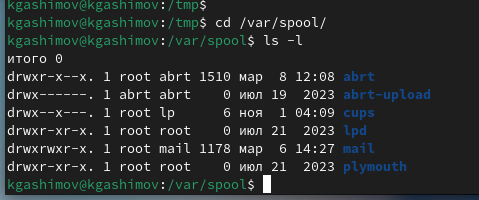 kgashimov@kgashimov:/tmp$
kgashimov@kgashimov:/tmp$ cd /var/spool/
kgashimov@kgashimov:/var/spool$ ls -l
итого 0
drwxr-x--x. 1 root abrt 1510 мар  8 12:08 abrt
drwx------. 1 abrt abrt    0 июл 19  2023 abrt-upload
drwx--x---. 1 root lp      6 ноя  1 04:09 cups
drwxr-xr-x. 1 root root    0 июл 21  2023 lpd
drwxrwxr-x. 1 root mail 1178 мар  6 14:27 mail
drwxr-xr-x. 1 root root    0 июл 21  2023 plymouth
kgashimov@kgashimov:/var/spool$